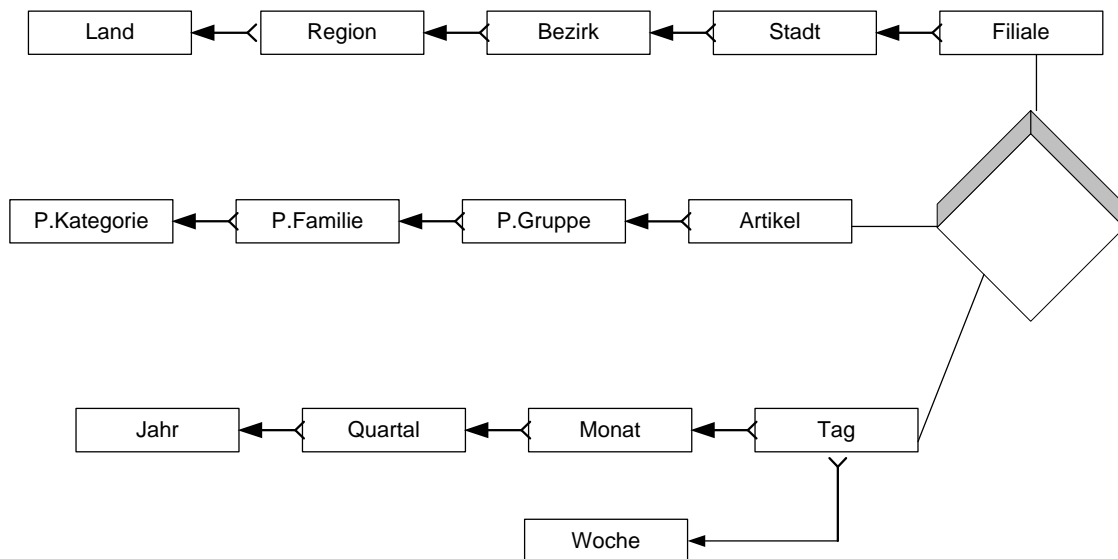 Land Region Bezirk Stadt Filiale
P.Kategorie P.Familie P.Gruppe Artikel
Jahr Quartal Monat Tag
Woche